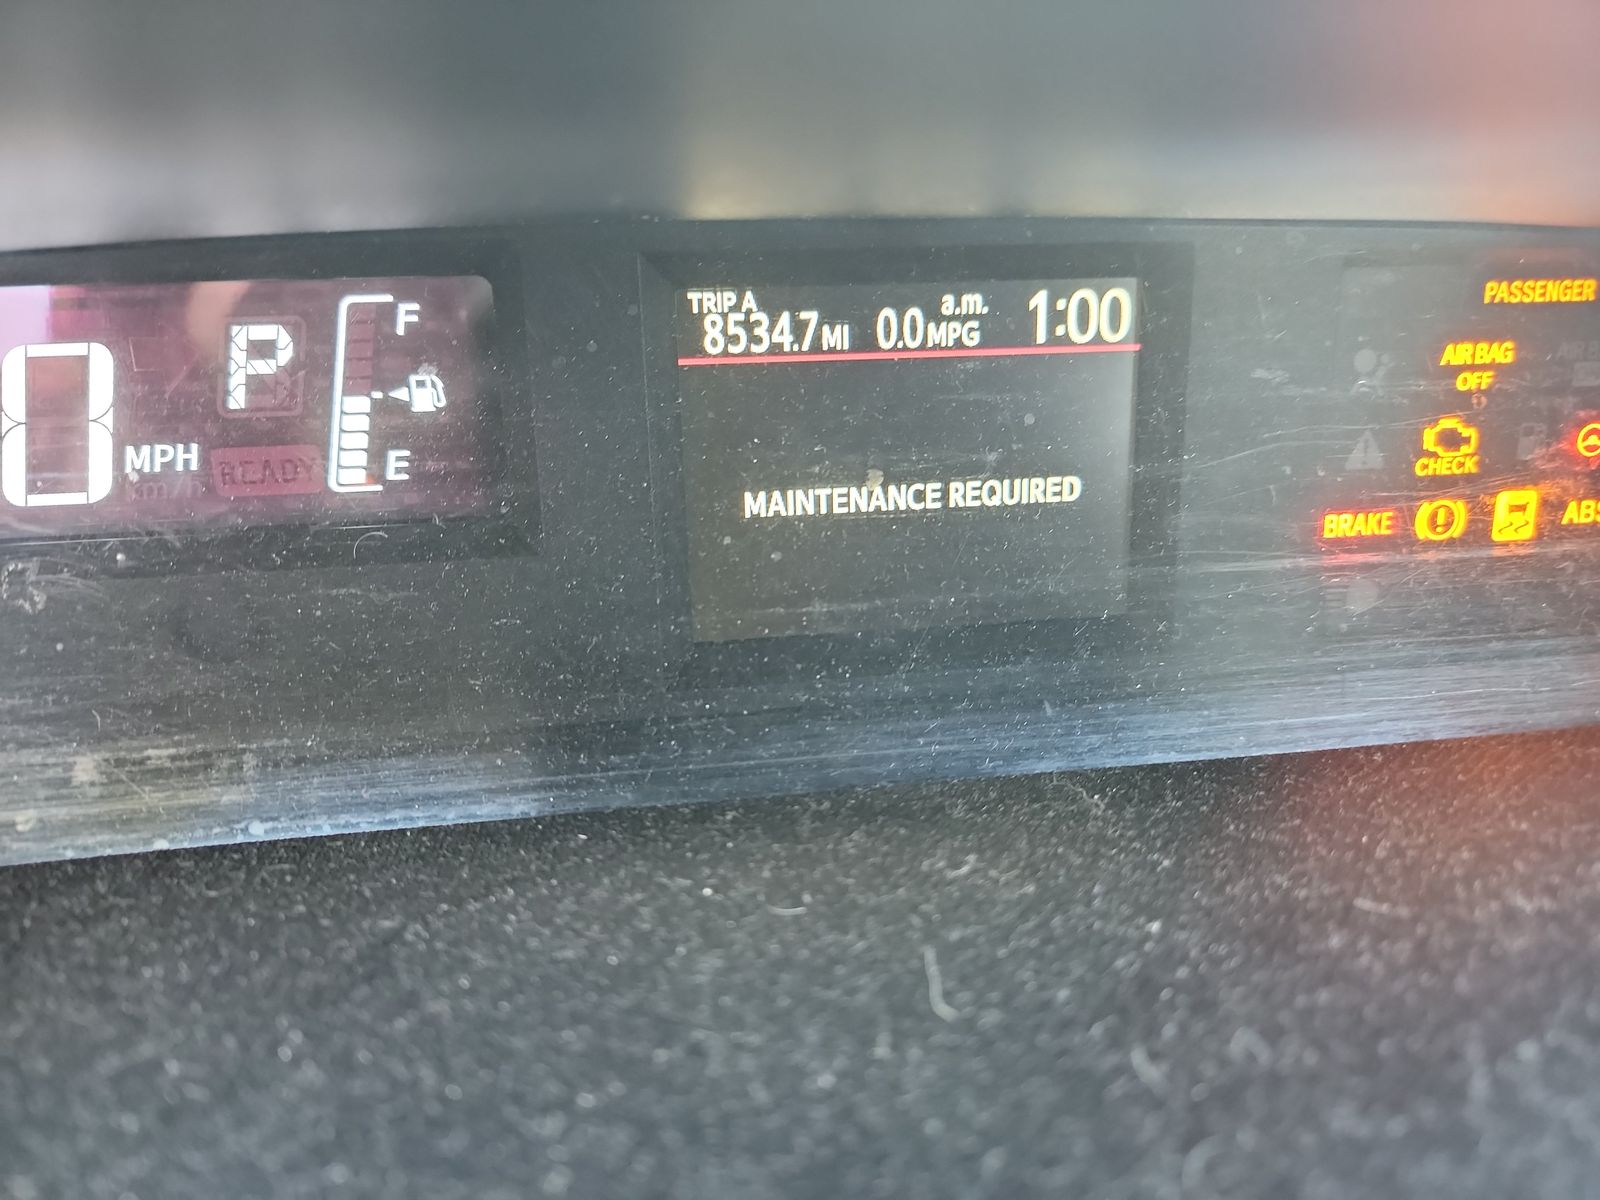 0 MPH
P
READY
F
E
TRIP A
8534.7 MI 0.0 MPG
a.m. 1:00
MAINTENANCE REQUIRED
PASSENGER
AIR BAG
OFF
CHECK
BRAKE
ABS